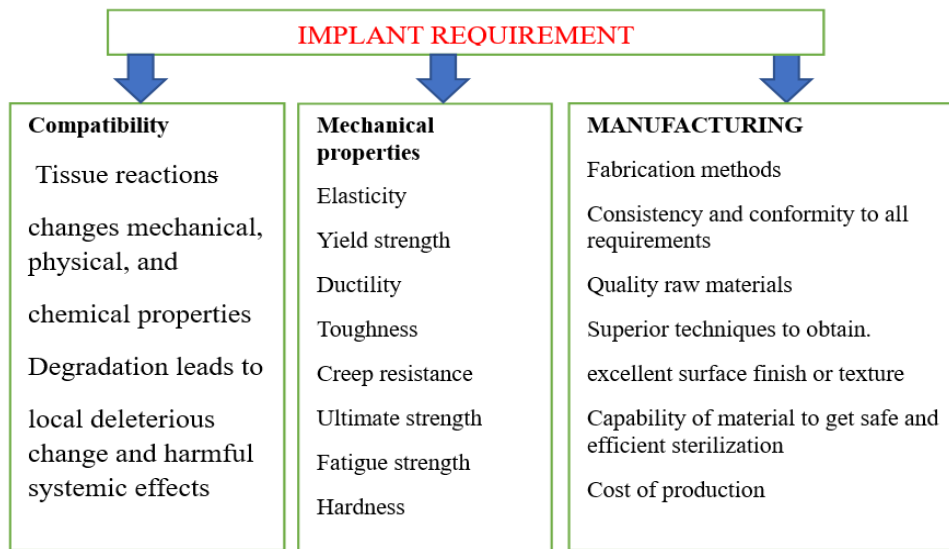 IMPLANT REQUIREMENT
Compatibility
Tissue reactions
changes mechanical,
physical, and
chemical properties
Degradation leads to
local deleterious
change and harmful
systemic effects
Mechanical
properties
Elasticity
Yield strength
Ductility
Toughness
Creep resistance
Ultimate strength
Fatigue strength
Hardness
MANUFACTURING
Fabrication methods
Consistency and conformity to all
requirements
Quality raw materials
Superior techniques to obtain.
excellent surface finish or texture
Capability of material to get safe and
efficient sterilization
Cost of production